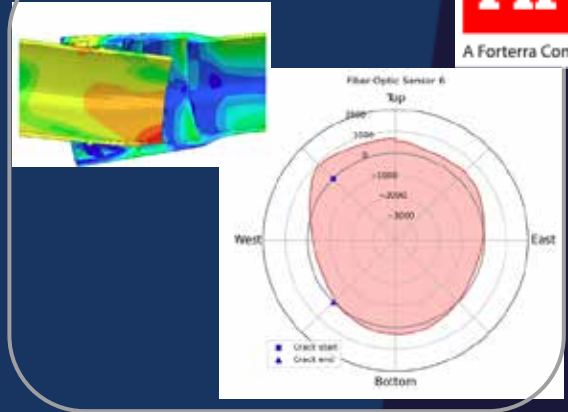 A Forterra Com
Fiber-Optic Sensor 6
Top
2000
1000
0
-1000
-2000
-3000
West
East
Crack start
Crack end
Bottom